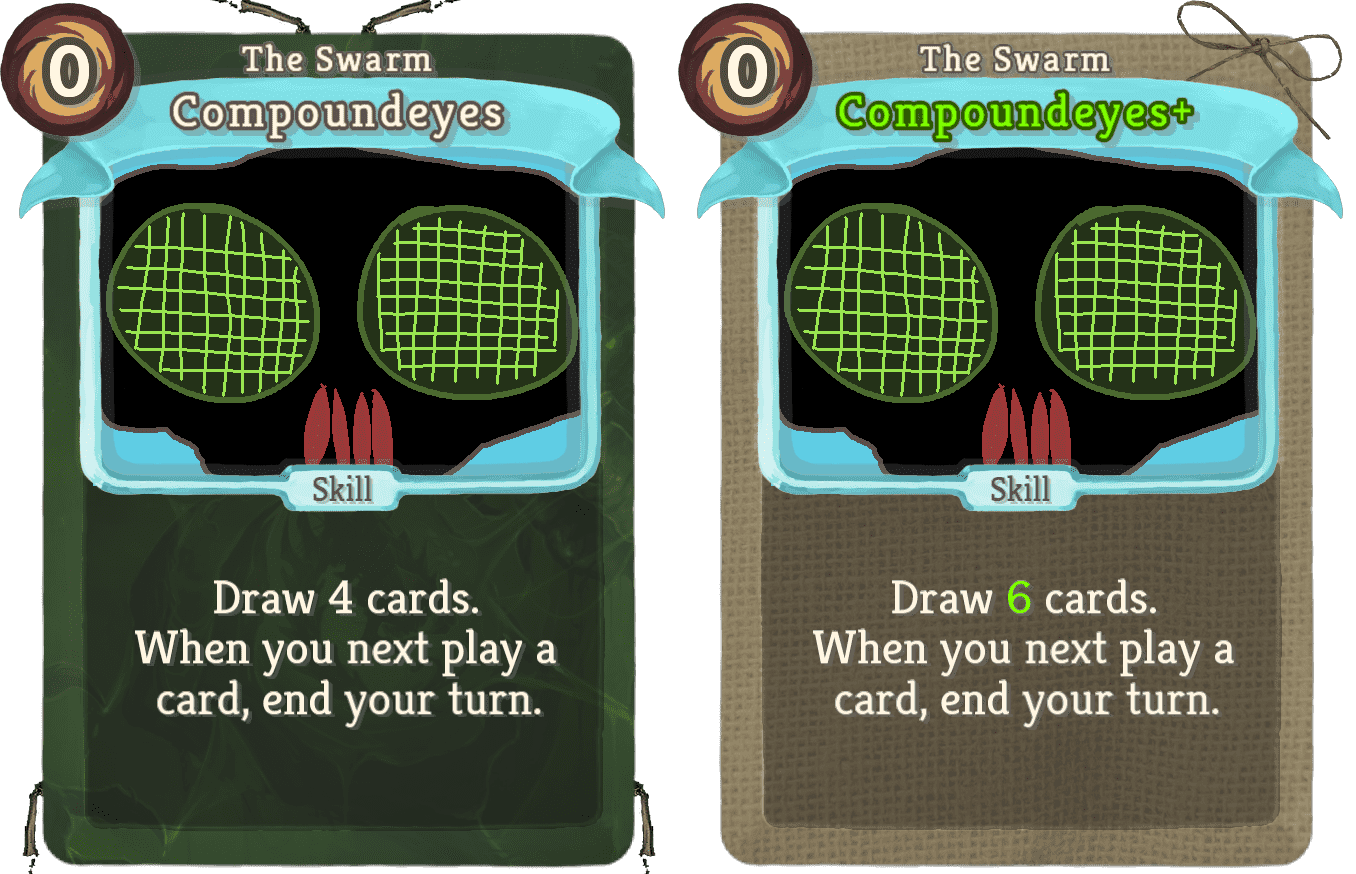 0
The Swarm
Compoundeyes
Skill
Draw 4 cards.
When you next play a
card, end your turn.
0
The Swarm
Compoundeyes+
Skill
Draw 6 cards.
When you next play a
card, end your turn.